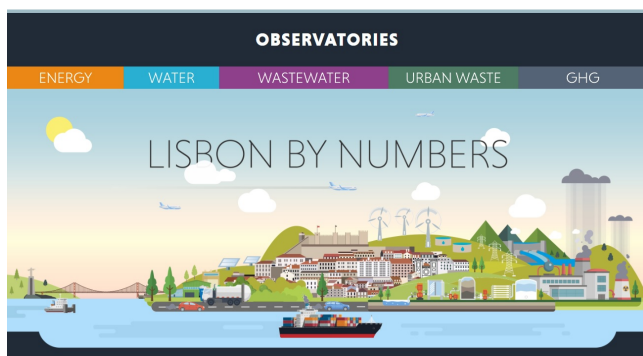 OBSERVATORIES
ENERGY WATER WASTEWATER URBAN WASTE GHG
LISBON BY NUMBERS